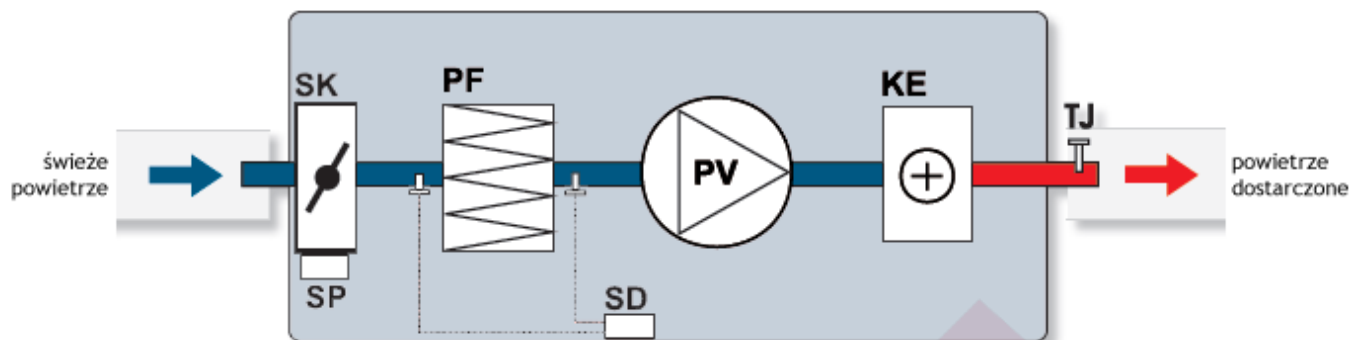 SK
PF
KE
TJ
świeże
powietrze
PV
powietrze
dostarczone
SP
SD